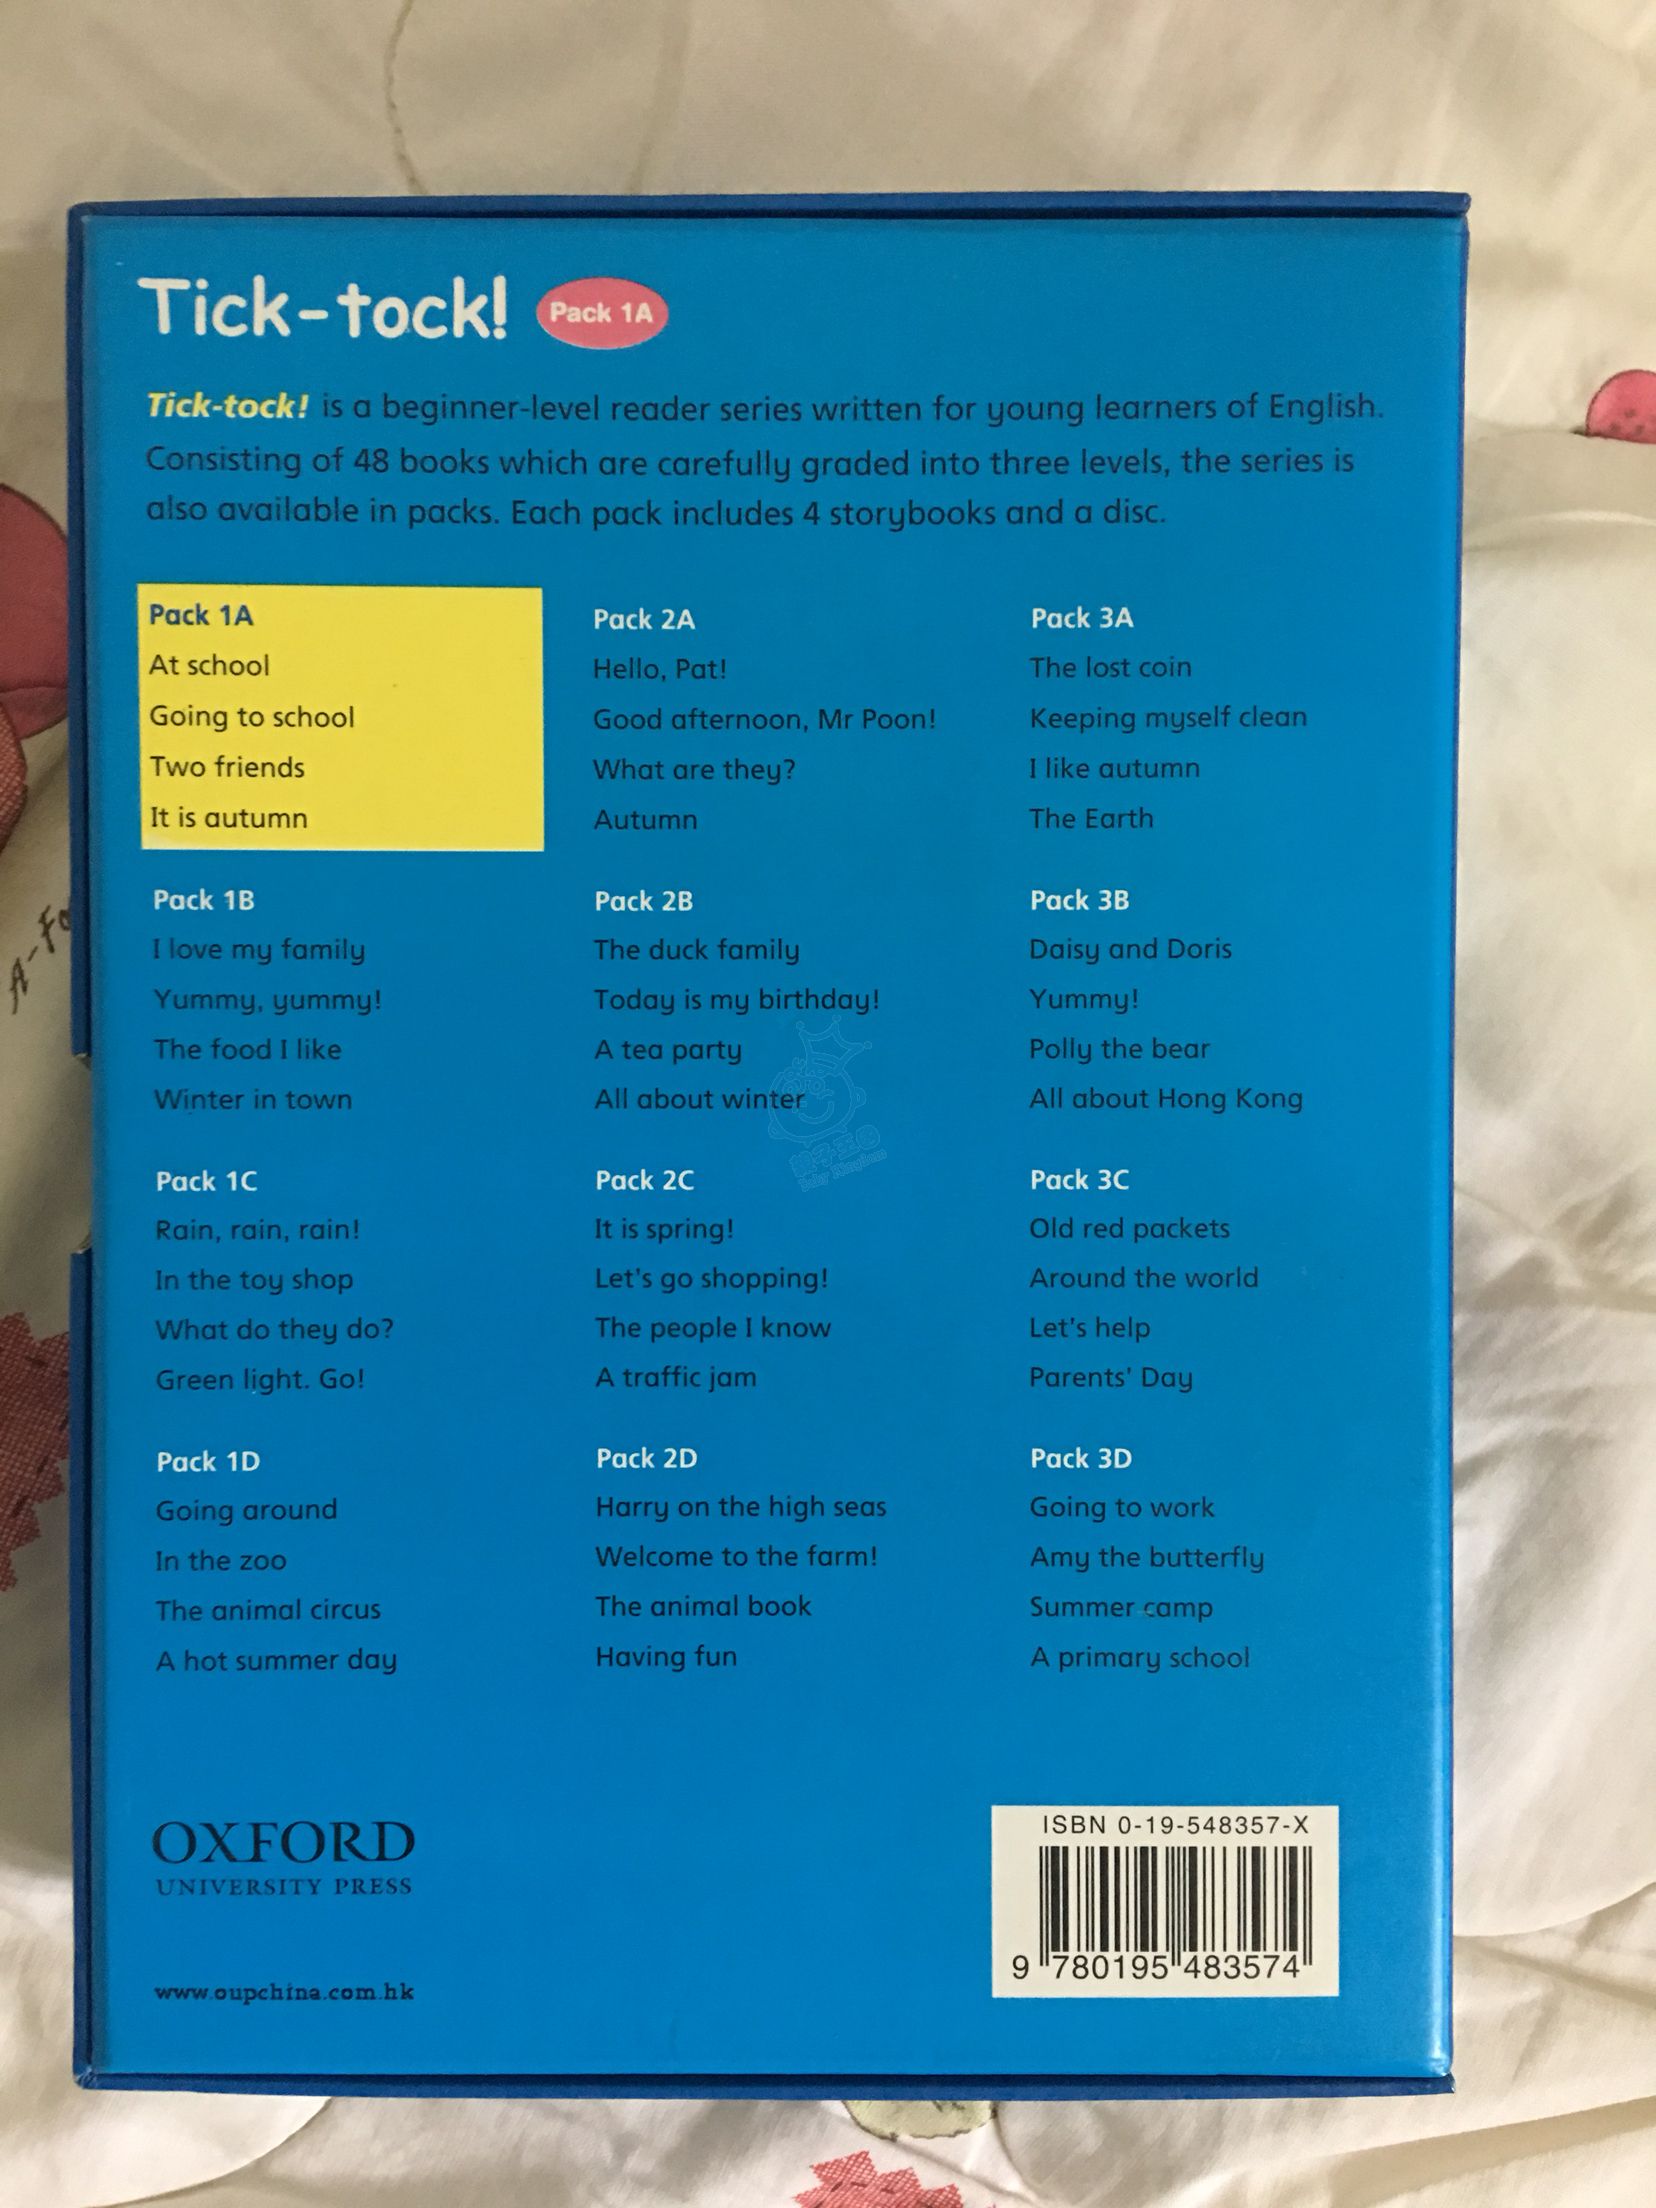 Tick-tock! Pack 1A
Tick-tock! is a beginner-level reader series written for young learners of English.
Consisting of 48 books which are carefully graded into three levels, the series is
also available in packs. Each pack includes 4 storybooks and a disc.
Pack 1A
At school
Going to school
Two friends
It is autumn
Pack 2A
Hello, Pat!
Good afternoon, Mr Poon!
What are they?
Autumn
Pack 3A
The lost coin
Keeping myself clean
I like autumn
The Earth
Pack 1B
I love my family
Yummy, yummy!
The food I like
Winter in town
Pack 2B
The duck family
Today is my birthday!
A tea party
All about winter
Pack 3B
Daisy and Doris
Yummy!
Polly the bear
All about Hong Kong
Pack 1C
Rain, rain, rain!
In the toy shop
What do they do?
Green light. Go!
Pack 2C
It is spring!
Let's go shopping!
The people I know
A traffic jam
Pack 3C
Old red packets
Around the world
Let's help
Parents' Day
Pack 1D
Going around
In the zoo
The animal circus
A hot summer day
Pack 2D
Harry on the high seas
Welcome to the farm!
The animal book
Having fun
Pack 3D
Going to work
Amy the butterfly
Summer camp
A primary school
OXFORD
UNIVERSITY PRESS
www.oupchina.com.hk
ISBN 0-19-548357-X
9 780195 483574
親子王國
Baby Kingdom